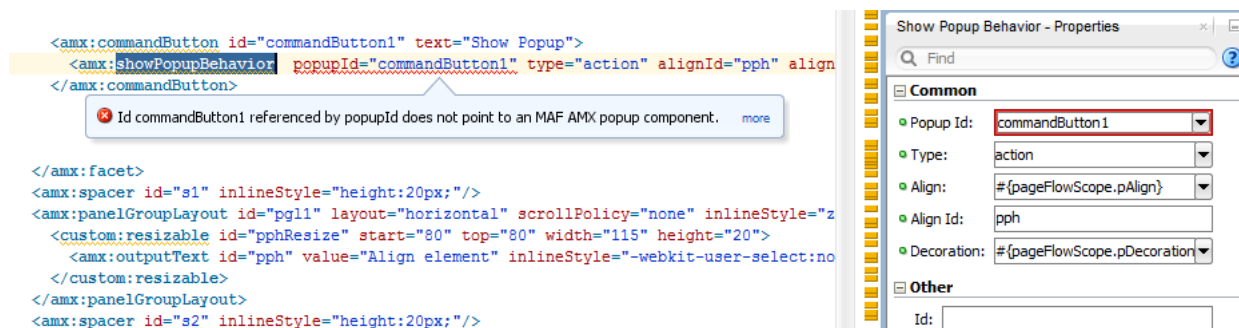 <amx:commandButton id="commandButton1" text="Show Popup">
<amx:showPopupBehavior popupId="commandButton1" type="action" alignId="pph" align
</amx:commandButton>
Id commandButton1 referenced by popupId does not point to an MAF AMX popup component. more
</amx:facet>
<amx:spacer id="s1" inlineStyle="height:20px;"/>
<amx:panelGroupLayout id="pgl1" layout="horizontal" scrollPolicy="none" inlineStyle="z
<custom:resizable id="pphResize" start="80" top="80" width="115" height="20">
<amx:outputText id="pph" value="Align element" inlineStyle="-webkit-user-select:no
</custom:resizable>
</amx:panelGroupLayout>
<amx:spacer id="s2" inlineStyle="height:20px;"/>
Show Popup Behavior - Properties
Find
Common
Popup Id: commandButton1
Type: action
Align: #{pageFlowScope.pAlign}
Align Id: pph
Decoration: #{pageFlowScope.pDecoration
Other
Id: